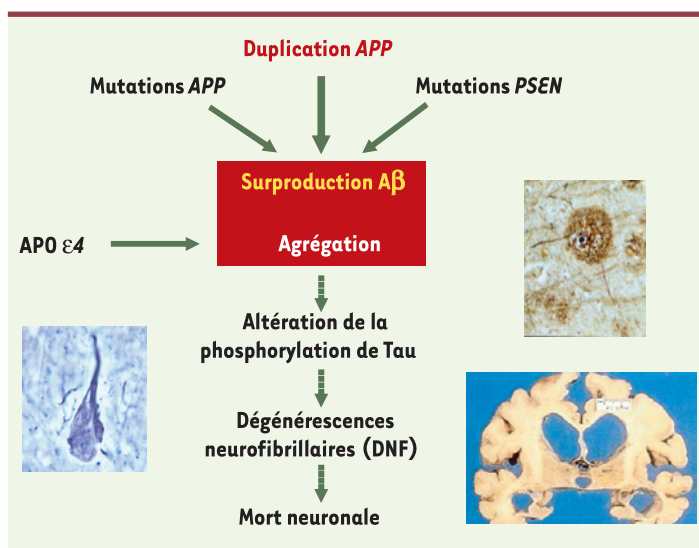 Duplication APP
Mutations APP
Mutations PSEN
Surproduction Aβ
APO ε4
Agrégation
Altération de la
phosphorylation de Tau
Dégénérescences
neurofibrillaires (DNF)
Mort neuronale